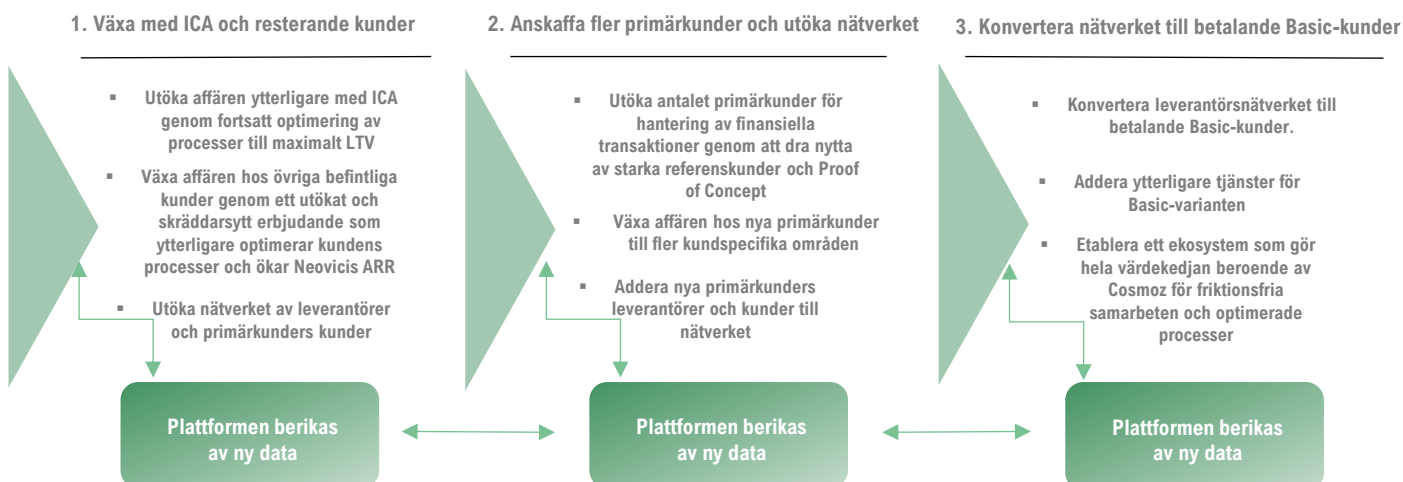 1. Växa med ICA och resterande kunder
▪ Utöka affären ytterligare med ICA
genom fortsatt optimering av
processer till maximalt LTV
▪ Växa affären hos övriga befintliga
kunder genom ett utökat och
skräddarsytt erbjudande som
ytterligare optimerar kundens
processer och ökar Neovicis ARR
▪ Utöka nätverket av leverantörer
och primärkunders kunder
Plattformen berikas
av ny data
2. Anskaffa fler primärkunder och utöka nätverket
▪ Utöka antalet primärkunder för
hantering av finansiella
transaktioner genom att dra nytta
av starka referenskunder och Proof
of Concept
▪ Växa affären hos nya primärkunder
till fler kundspecifika områden
▪ Addera nya primärkunders
leverantörer och kunder till
nätverket
Plattformen berikas
av ny data
3. Konvertera nätverket till betalande Basic-kunder
▪ Konvertera leverantörsnätverket till
betalande Basic-kunder.
▪ Addera ytterligare tjänster för
Basic-varianten
▪ Etablera ett ekosystem som gör
hela värdekedjan beroende av
Cosmoz för friktionsfria
samarbeten och optimerade
processer
Plattformen berikas
av ny data